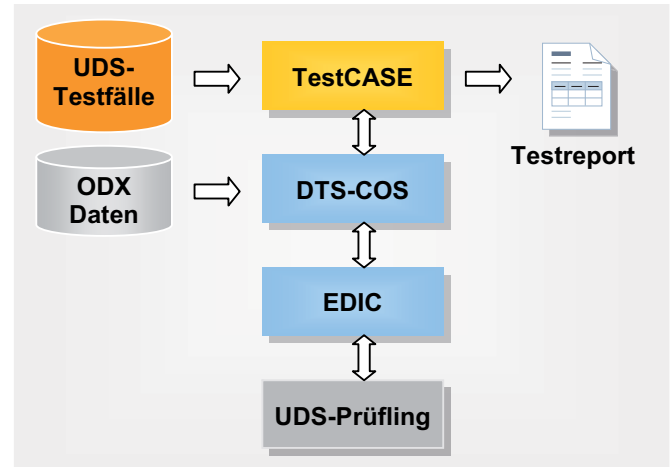 UDS-
Testfälle
TestCASE
Testreport
ODX
Daten
DTS-COS
EDIC
UDS-Prüfling